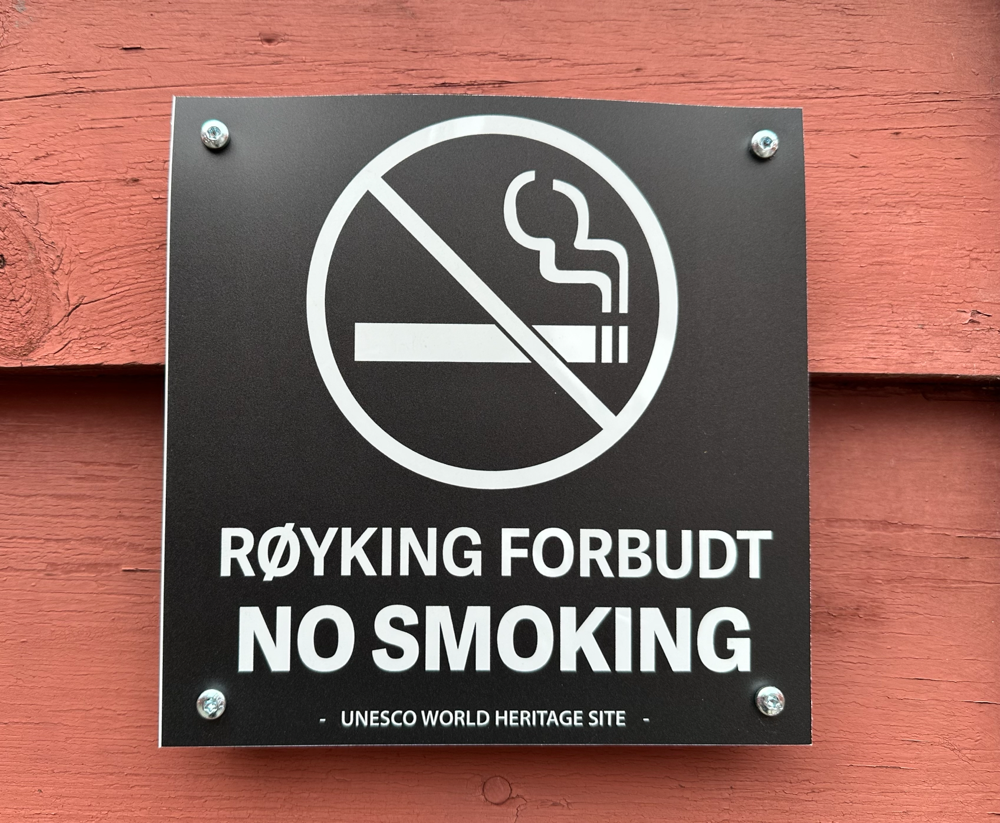 RØYKING FORBUDT
NO SMOKING
- UNESCO WORLD HERITAGE SITE -